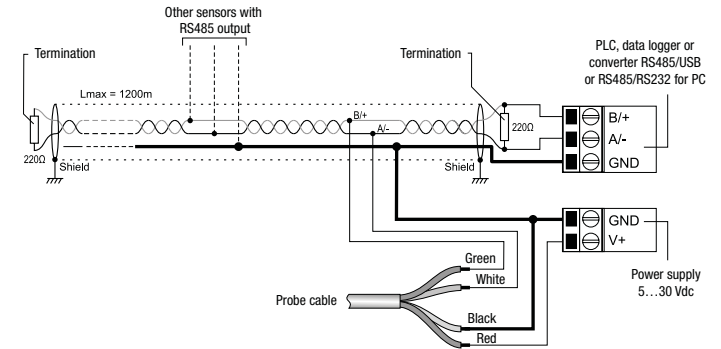 Other sensors with
RS485 output
Termination
Termination
PLC, data logger or
converter RS485/USB
or RS485/RS232 for PC
Lmax = 1200m
B/+
A/-
220Ω
220Ω
Shield
Shield
B/+
A/-
GND
GND
V+
Power supply
5…30 Vdc
Green
White
Probe cable
Black
Red